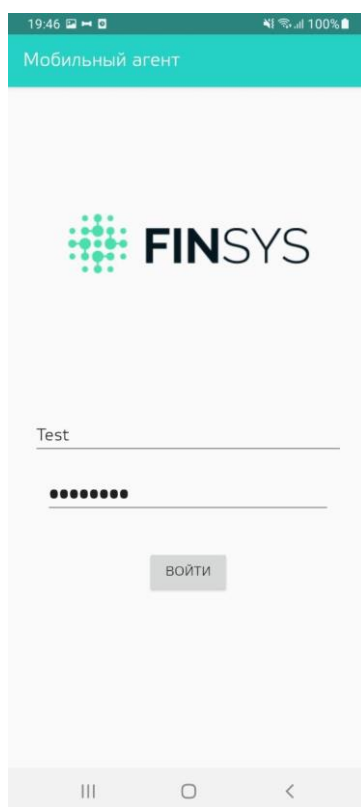 19:46 100%
Мобильный агент
FINSYS
Test
••••••••
ВОЙТИ